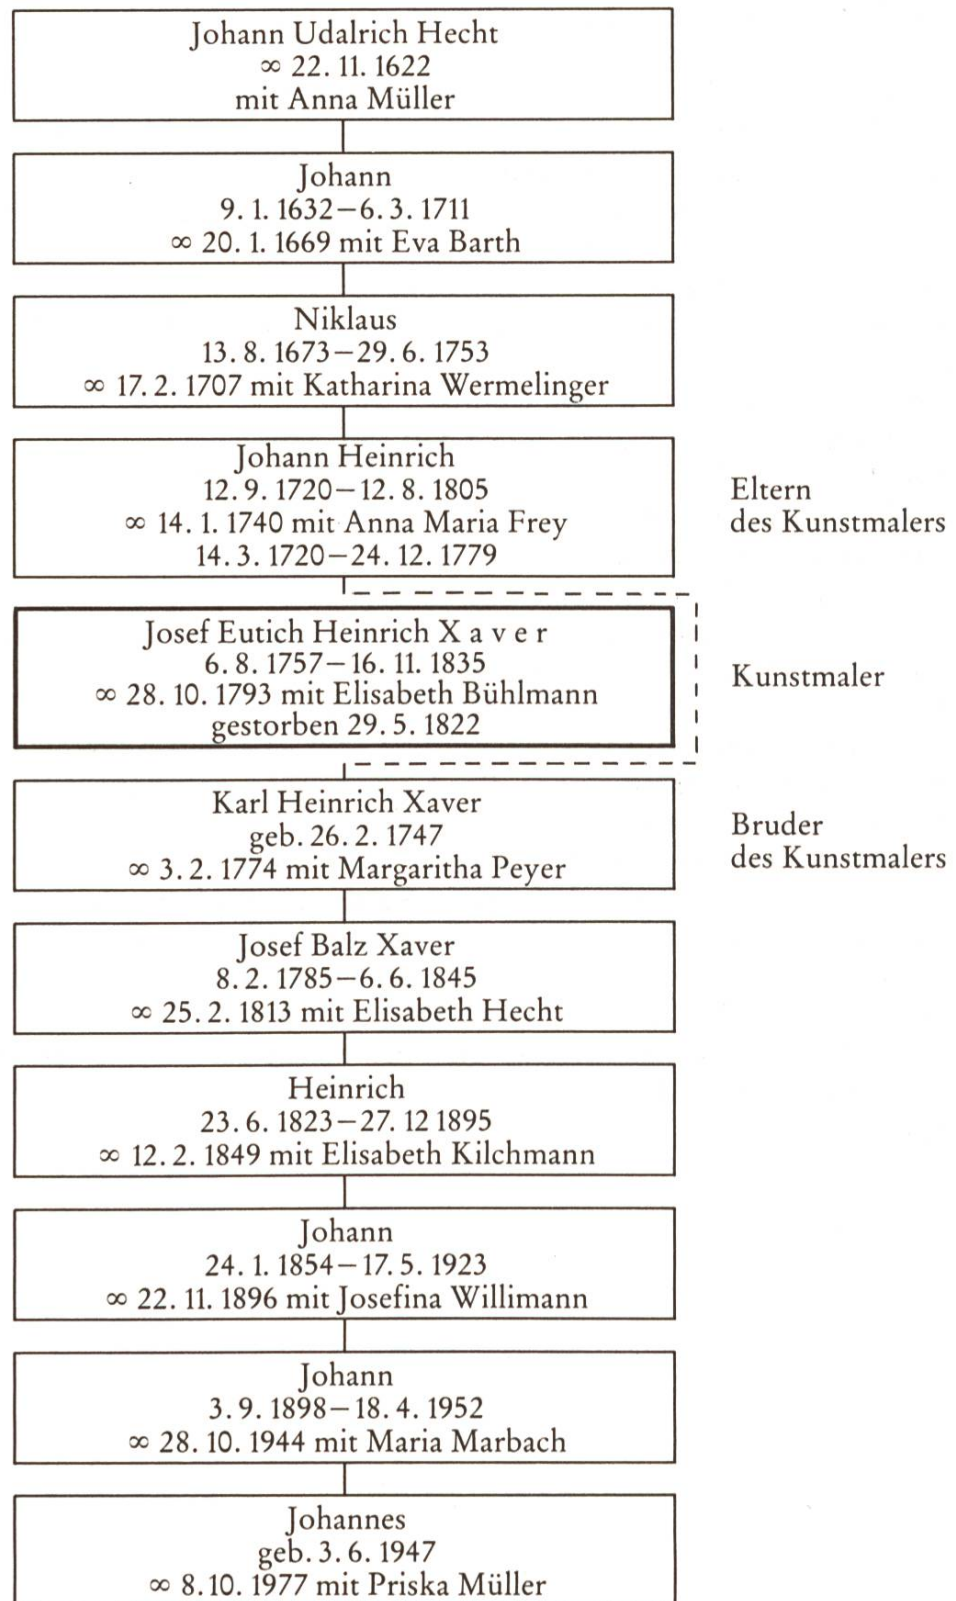 Johann Udalrich Hecht
∞ 22. 11. 1622
mit Anna Müller
Johann
9. 1. 1632–6. 3. 1711
∞ 20. 1. 1669 mit Eva Barth
Niklaus
13. 8. 1673–29. 6. 1753
∞ 17. 2. 1707 mit Katharina Wermelinger
Johann Heinrich
12. 9. 1720–12. 8. 1805
∞ 14. 1. 1740 mit Anna Maria Frey
14. 3. 1720–24. 12. 1779
Eltern
des Kunstmalers
Josef Eutich Heinrich X a v e r
6. 8. 1757–16. 11. 1835
∞ 28. 10. 1793 mit Elisabeth Bühlmann
gestorben 29. 5. 1822
Kunstmaler
Karl Heinrich Xaver
geb. 26. 2. 1747
∞ 3. 2. 1774 mit Margaritha Peyer
Bruder
des Kunstmalers
Josef Balz Xaver
8. 2. 1785–6. 6. 1845
∞ 25. 2. 1813 mit Elisabeth Hecht
Heinrich
23. 6. 1823–27. 12 1895
∞ 12. 2. 1849 mit Elisabeth Kilchmann
Johann
24. 1. 1854–17. 5. 1923
∞ 22. 11. 1896 mit Josefina Willimann
Johann
3. 9. 1898–18. 4. 1952
∞ 28. 10. 1944 mit Maria Marbach
Johannes
geb. 3. 6. 1947
∞ 8. 10. 1977 mit Priska Müller